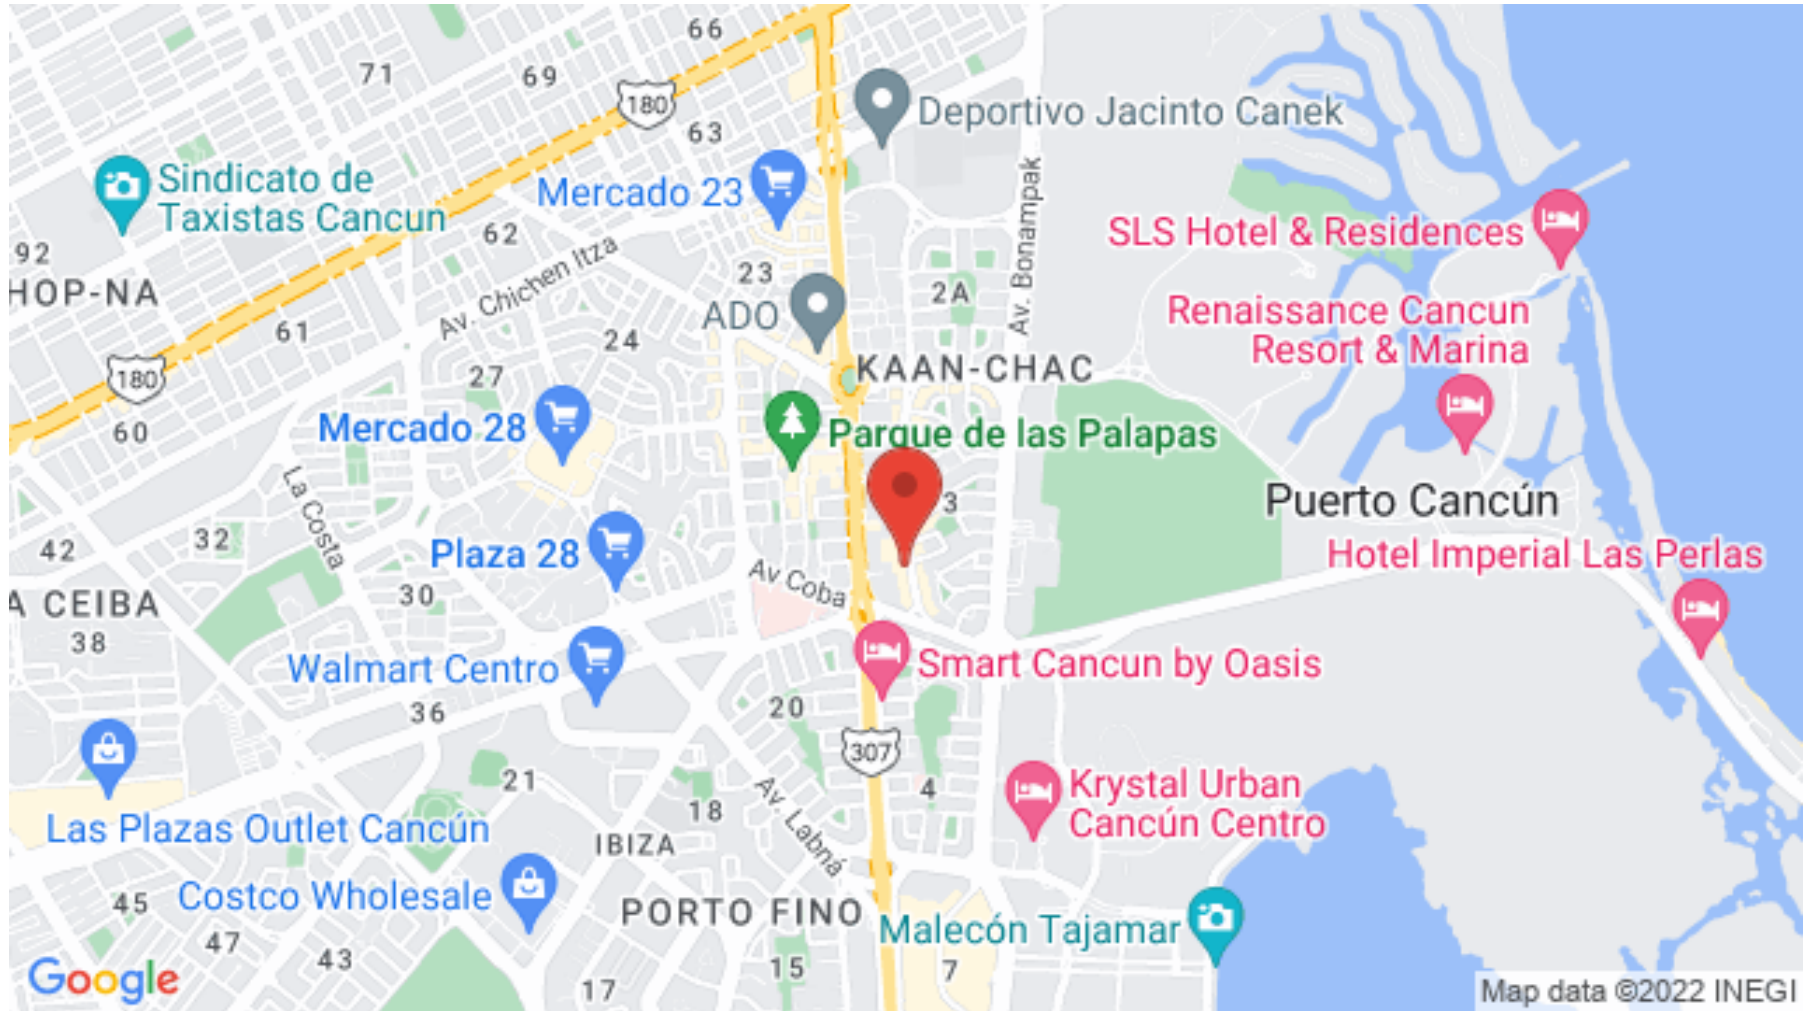 66
71
69
180
63
Deportivo Jacinto Canek
Sindicato de
Taxistas Cancun
Mercado 23
Av. Bonampak
SLS Hotel & Residences
92
62
HOP-NA
Av. Chichen Itza
23
2A
ADO
Renaissance Cancun
Resort & Marina
61
24
180
27
KAAN-CHAC
60
Mercado 28
Parque de las Palapas
La Costa
3
Puerto Cancún
32
42
Plaza 28
Hotel Imperial Las Perlas
Av Coba
30
A CEIBA
38
Walmart Centro
Smart Cancun by Oasis
36
20
307
21
4
Krystal Urban
Cancún Centro
18
Av. Labná
Las Plazas Outlet Cancún
IBIZA
Costco Wholesale
45
PORTO FINO
Malecón Tajamar
47
43
15
7
17
Google
Map data ©2022 INEGI